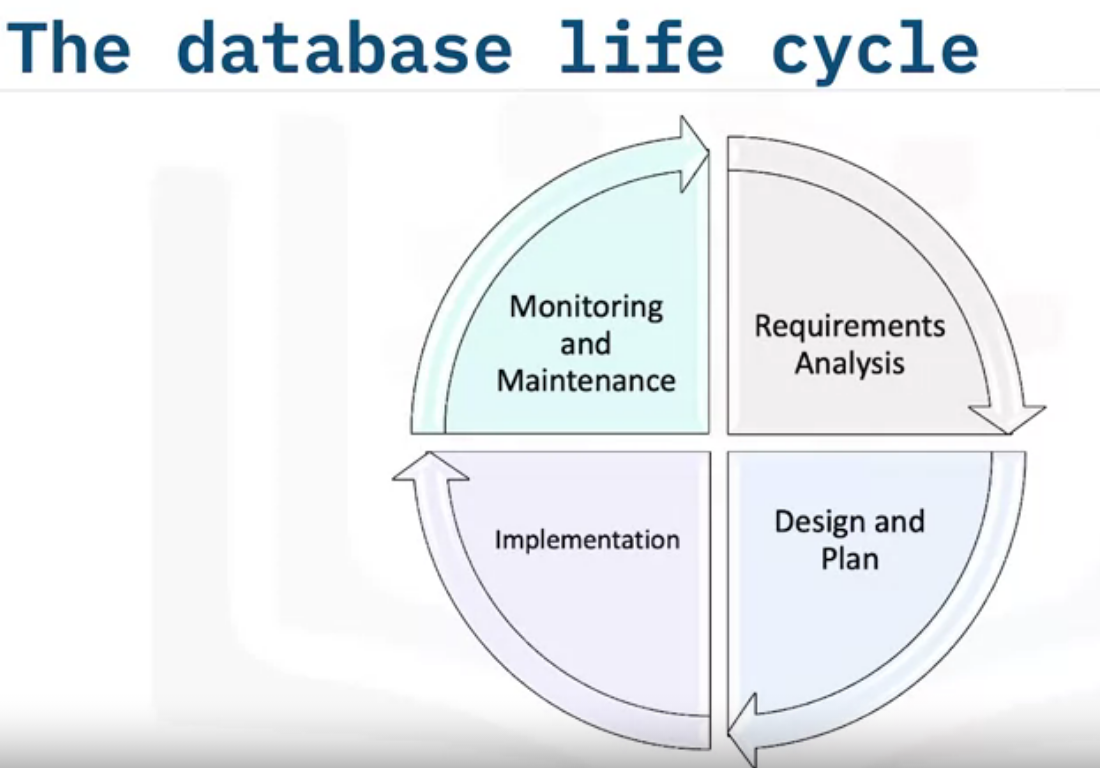 The database life cycle
Monitoring
and
Maintenance
Requirements
Analysis
Implementation
Design and
Plan